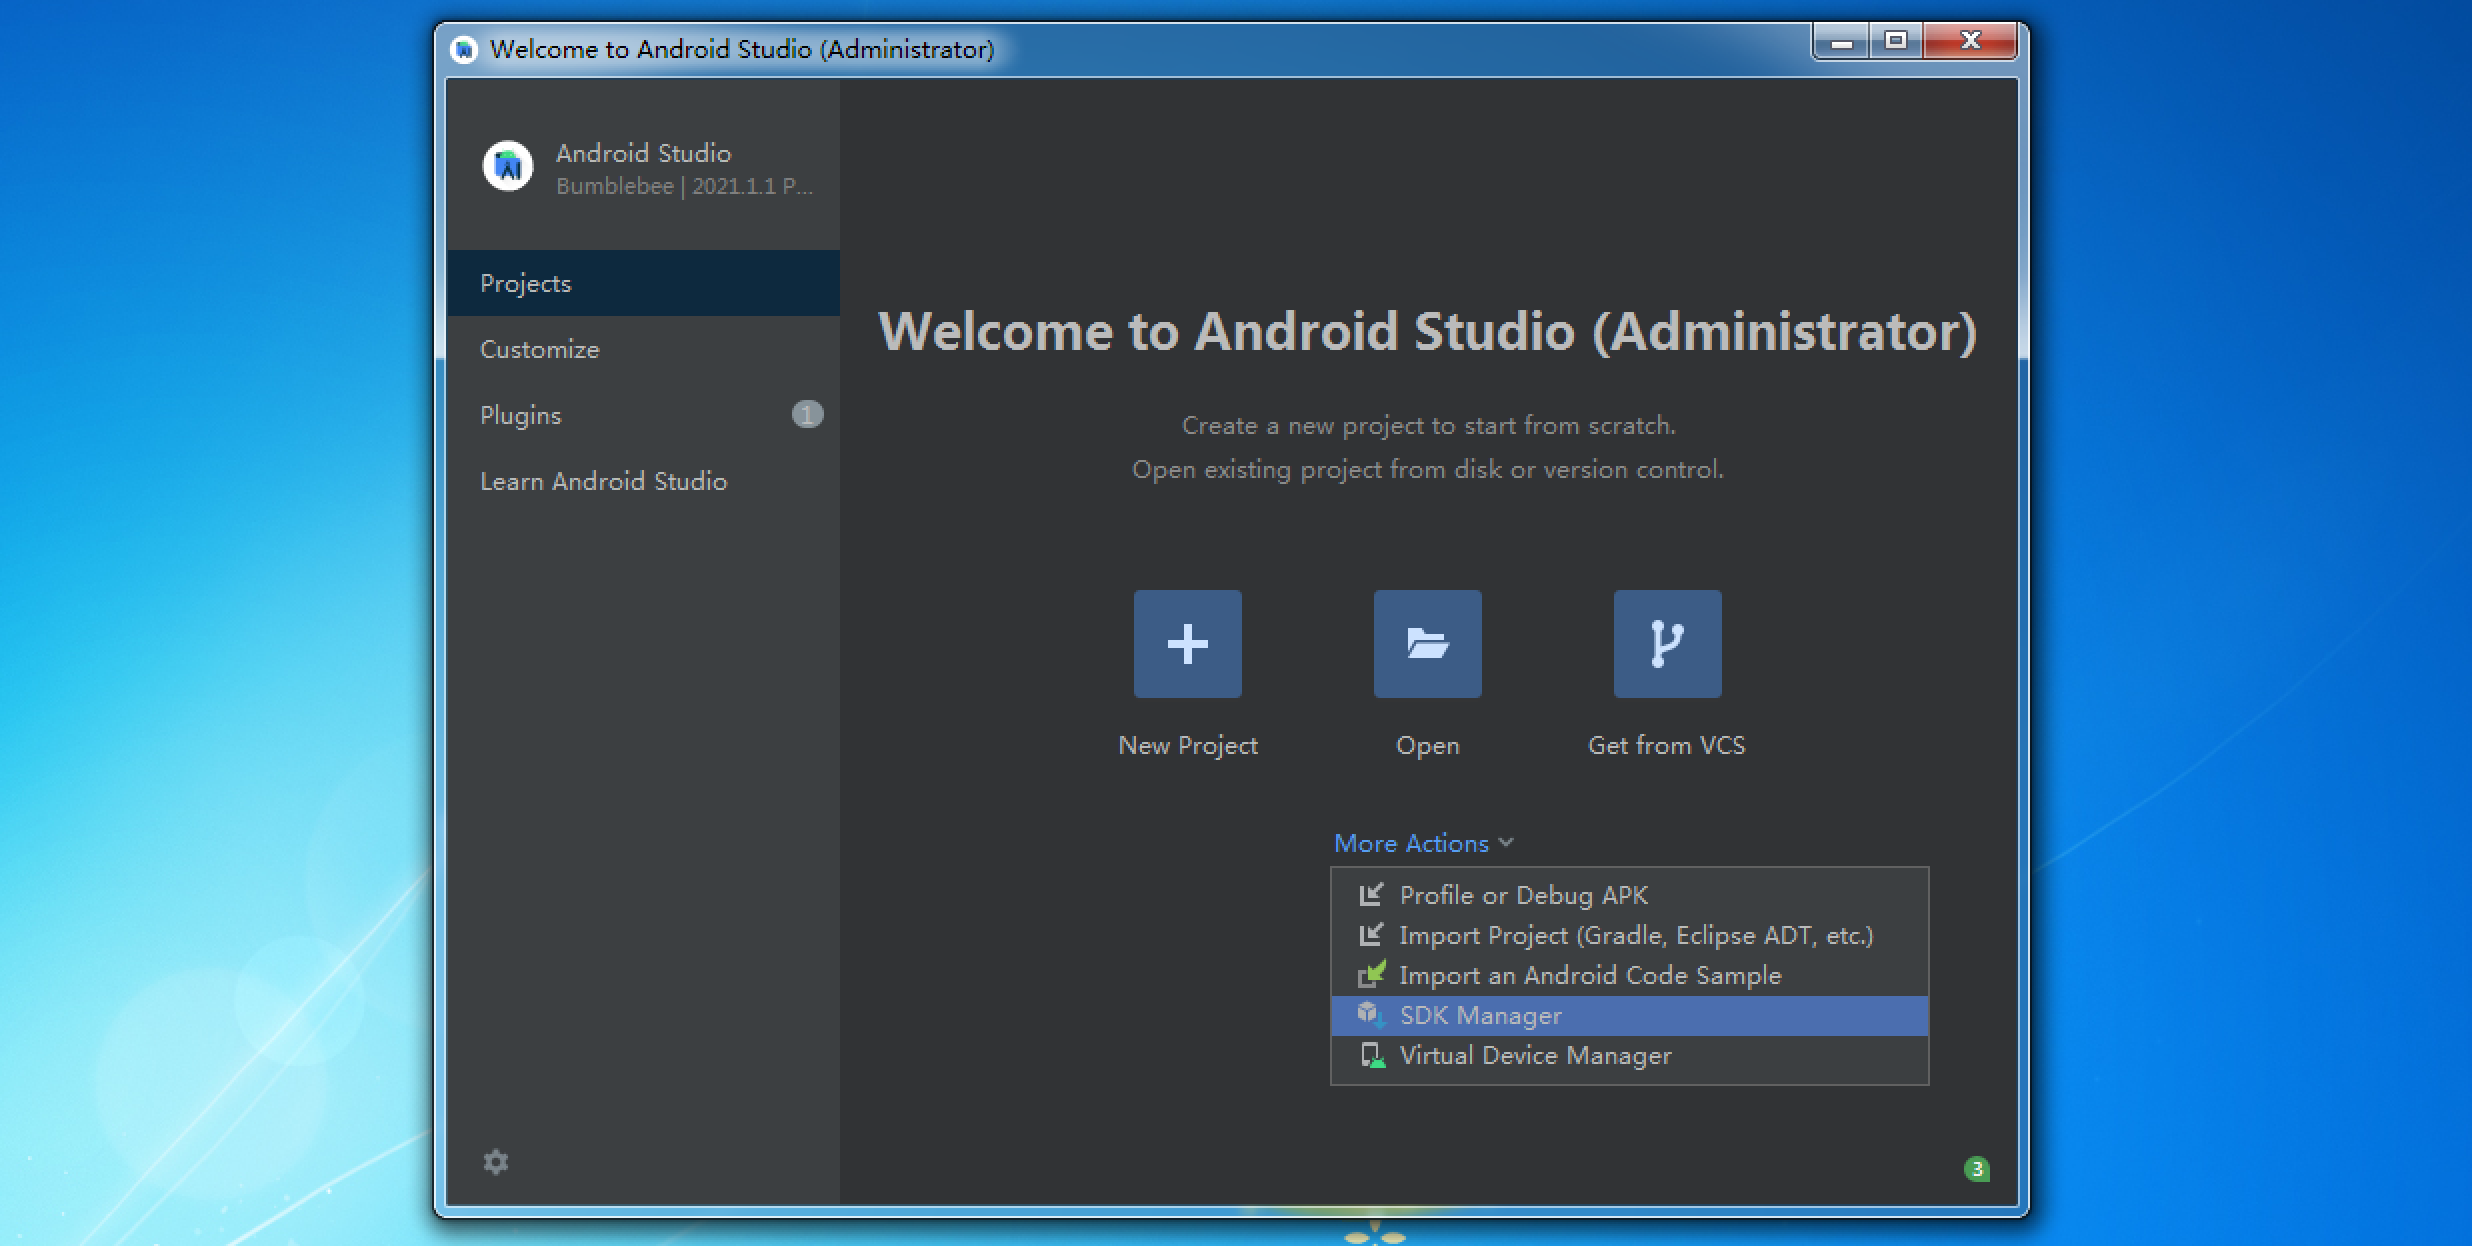 Welcome to Android Studio (Administrator)
Android Studio
Bumblebee | 2021.1.1 P...
Projects
Customize
Plugins 1
Learn Android Studio
Welcome to Android Studio (Administrator)
Create a new project to start from scratch.
Open existing project from disk or version control.
New Project
Open
Get from VCS
More Actions
Profile or Debug APK
Import Project (Gradle, Eclipse ADT, etc.)
Import an Android Code Sample
SDK Manager
Virtual Device Manager
3